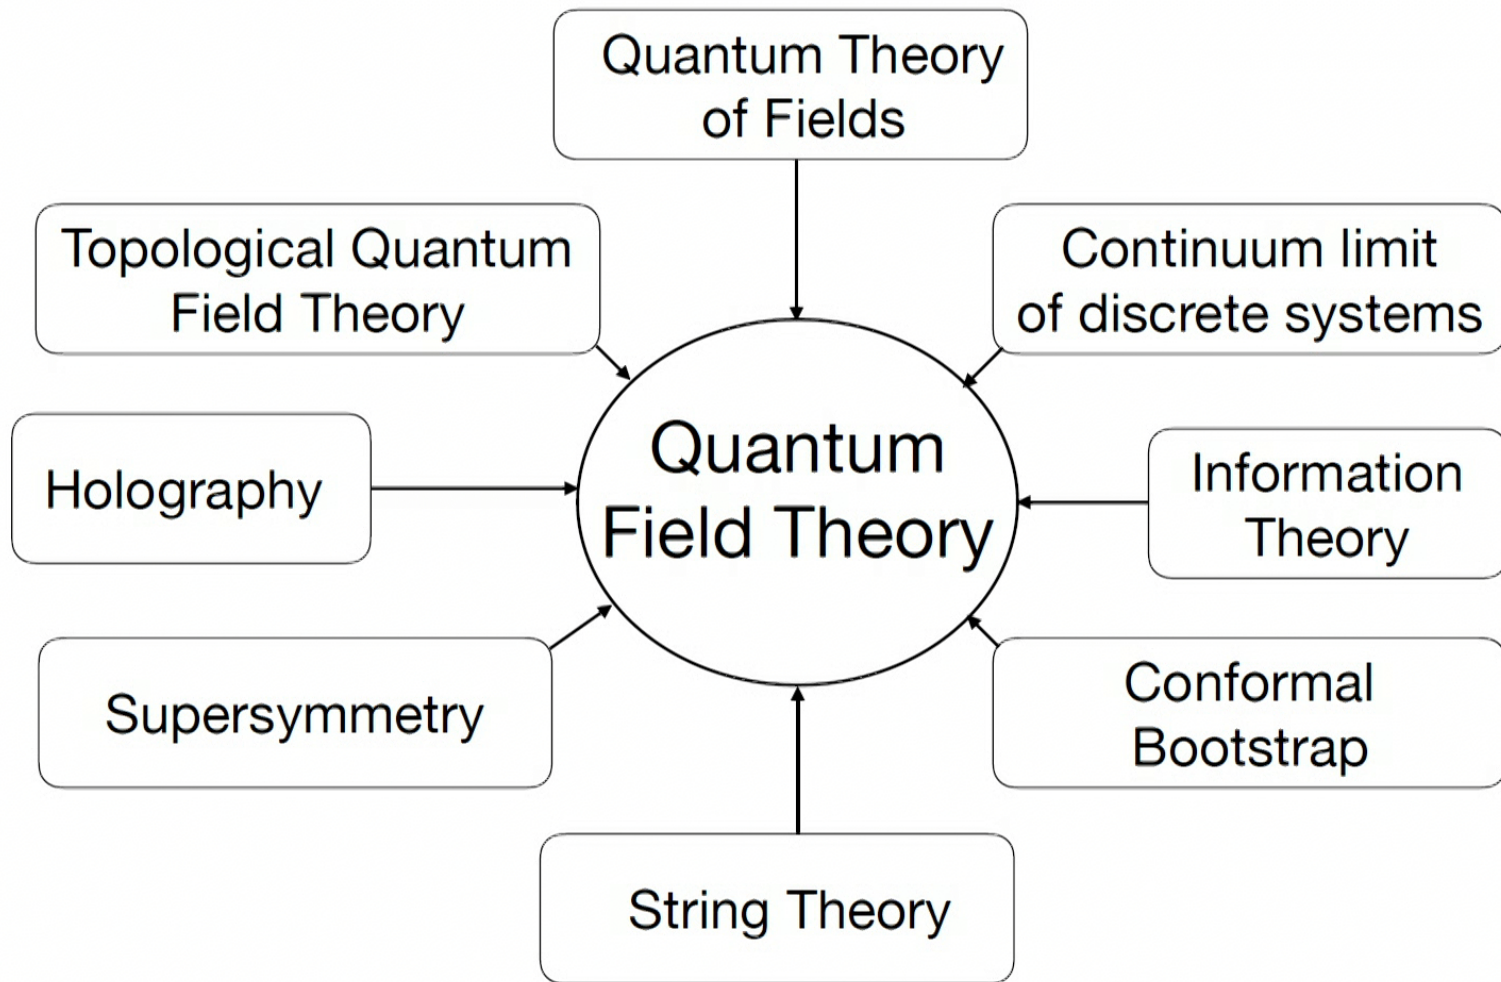 Quantum Theory
of Fields
Topological Quantum
Field Theory
Continuum limit
of discrete systems
Holography
Quantum
Field Theory
Information
Theory
Supersymmetry
Conformal
Bootstrap
String Theory